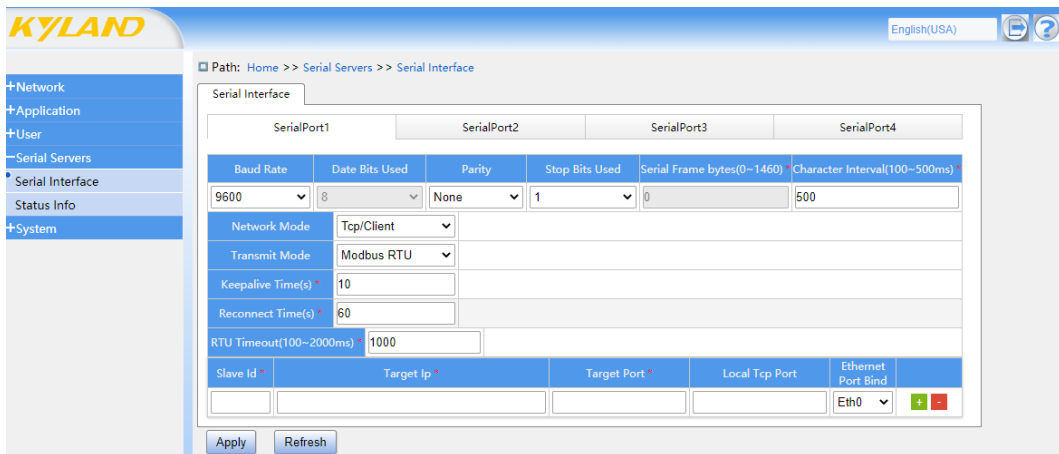 KYLAND
English(USA)
Path: Home >> Serial Servers >> Serial Interface
+Network
+Application
+User
−Serial Servers
Serial Interface
Status Info
+System
Serial Interface
SerialPort1 SerialPort2 SerialPort3 SerialPort4
Baud Rate Date Bits Used Parity Stop Bits Used Serial Frame bytes(0~1460) * Character Interval(100~500ms) *
9600 8 None 1 0 500
Network Mode Tcp/Client
Transmit Mode Modbus RTU
Keepalive Time(s) * 10
Reconnect Time(s) * 60
RTU Timeout(100~2000ms) * 1000
Slave Id * Target Ip * Target Port * Local Tcp Port Ethernet Port Bind
Eth0 + -
Apply Refresh